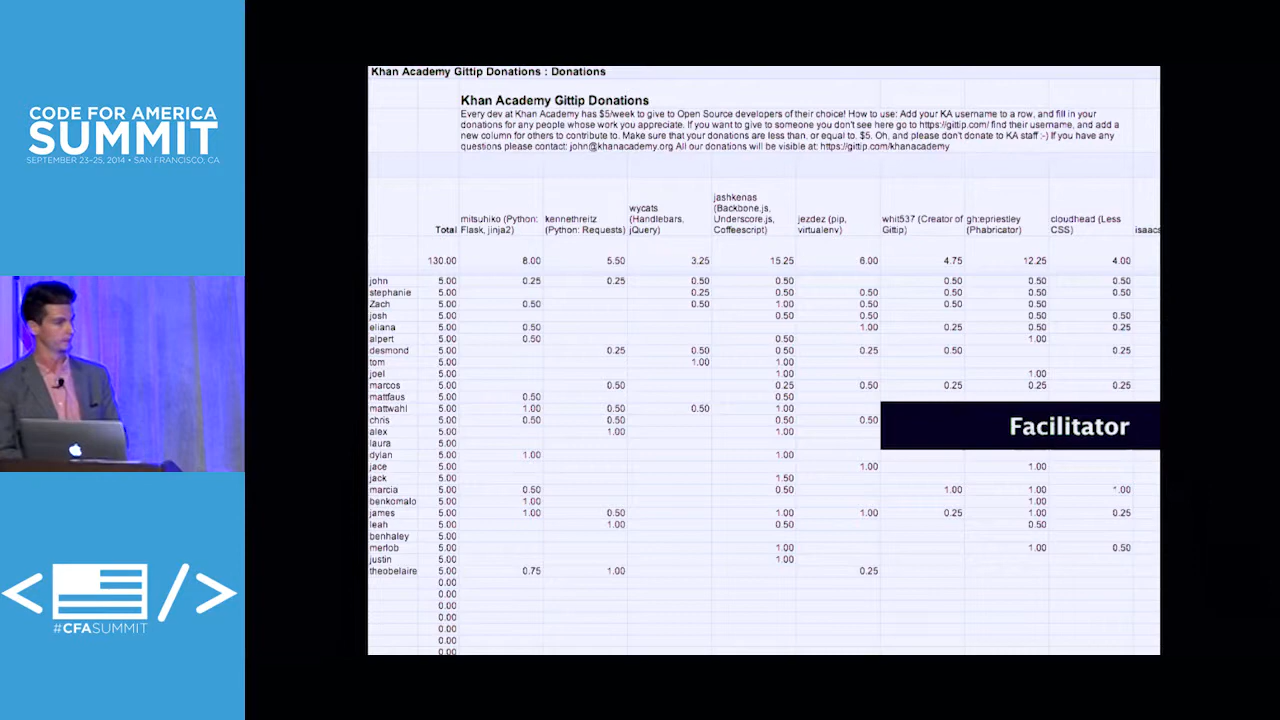 CODE FOR AMERICA
SUMMIT
SEPTEMBER 23-25, 2014 • SAN FRANCISCO, CA
#CFASUMMIT
Khan Academy Gittip Donations : Donations
Khan Academy Gittip Donations
Every dev at Khan Academy has $5/week to give to Open Source developers of their choice! How to use: Add your KA username to a row, and fill in your
donations for any people whose work you appreciate. If you want to give to someone you don't see here go to https://gittip.com/ find their username, and add a
new column for others to contribute to. Make sure that your donations are less than, or equal to, $5. Oh, and please don't donate to KA staff :-) If you have any
questions please contact: john@khanacademy.org All our donations will be visible at: https://gittip.com/khanacademy
Total
mitsuhiko (Python:
Flask, jinja2)
kennethreitz
(Python: Requests)
wycats
(Handlebars,
jQuery)
jashkenas
(Backbone.js,
Underscore.js,
Coffeescript)
jezdez (pip,
virtualenv)
whit537 (Creator of
Gittip)
gh:epriestley
(Phabricator)
cloudhead (Less
CSS)
isaacs
130.00 8.00 5.50 3.25 15.25 6.00 4.75 12.25 4.00
john 5.00 0.25 0.25 0.50 0.50 0.50 0.50 0.50
stephanie 5.00 0.25 0.50 0.50 0.50 0.50 0.50
Zach 5.00 0.50 0.50 1.00 0.50 0.50 0.50
josh 5.00 0.50 0.50 0.50 0.50
eliana 5.00 0.50 1.00 0.25 0.50 0.25
alpert 5.00 0.50 0.50 1.00
desmond 5.00 0.25 0.50 0.50 0.25 0.50 0.25
tom 5.00 1.00 1.00
joel 5.00 1.00 1.00
marcos 5.00 0.50 0.25 0.50 0.25 0.25 0.25
mattfaus 5.00 0.50 0.50
mattwahl 5.00 1.00 0.50 0.50 1.00
chris 5.00 0.50 0.50 0.50 0.50
alex 5.00 1.00 1.00
laura 5.00
dylan 5.00 1.00 1.00
jace 5.00 1.00 1.00
jack 5.00 1.50
marcia 5.00 0.50 0.50 1.00 1.00 1.00
benkomalo 5.00 1.00 1.00
james 5.00 1.00 0.50 1.00 1.00 0.25 1.00 0.25
leah 5.00 1.00 0.50 0.50
benhaley 5.00
merlob 5.00 1.00 1.00 0.50
justin 5.00 1.00
theobelaire 5.00 0.75 1.00 0.25
0.00
0.00
0.00
0.00
0.00
0.00
0.00
Facilitator